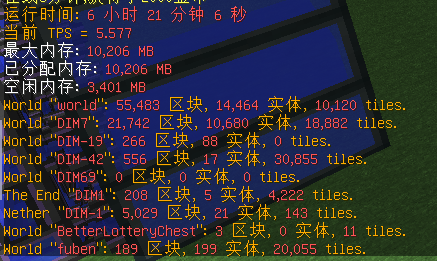 运行时间: 6 小时 21 分钟 6 秒
当前 TPS = 5.577
最大内存: 10,206 MB
已分配内存: 10,206 MB
空闲内存: 3,401 MB
World "world": 55,483 区块, 14,464 实体, 10,120 tiles.
World "DIM7": 21,742 区块, 10,680 实体, 18,882 tiles.
World "DIM-19": 266 区块, 88 实体, 0 tiles.
World "DIM-42": 556 区块, 17 实体, 30,855 tiles.
World "DIM69": 0 区块, 0 实体, 0 tiles.
The End "DIM1": 208 区块, 5 实体, 4,222 tiles.
Nether "DIM-1": 5,029 区块, 21 实体, 143 tiles.
World "BetterLotteryChest": 3 区块, 0 实体, 11 tiles.
World "fuben": 189 区块, 199 实体, 20,055 tiles.